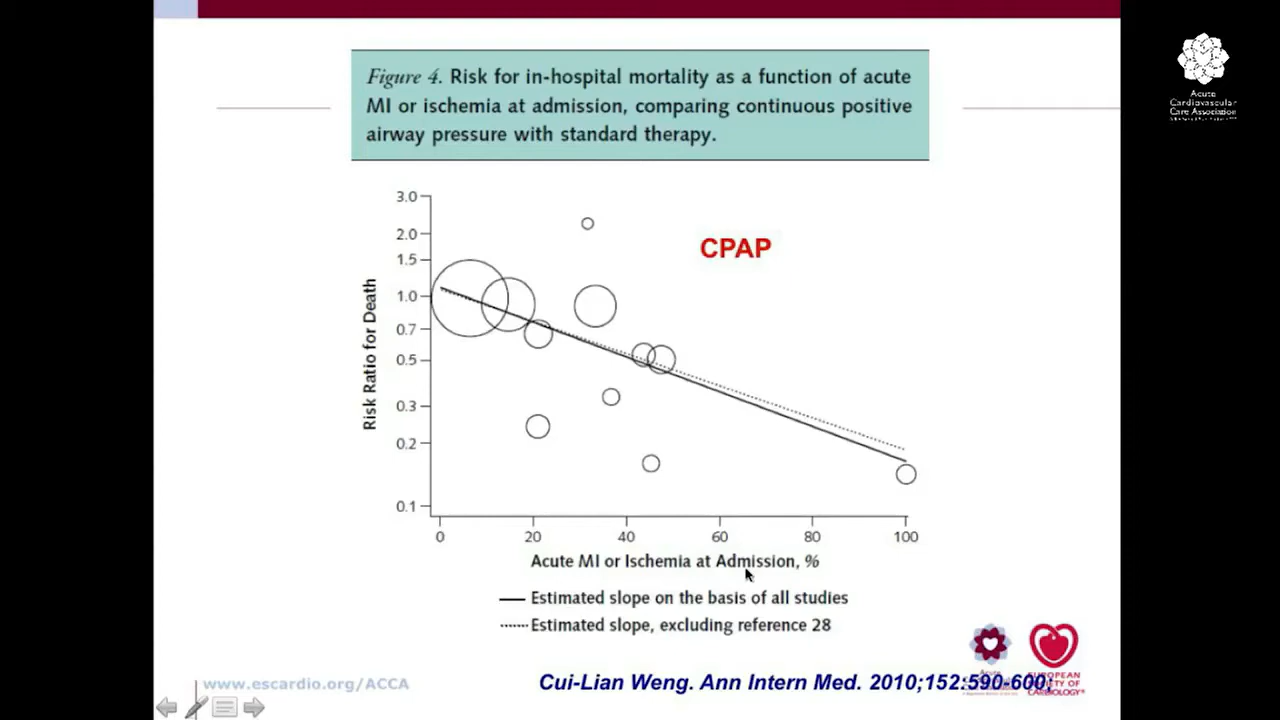 Figure 4. Risk for in-hospital mortality as a function of acute
MI or ischemia at admission, comparing continuous positive
airway pressure with standard therapy.
Acute
Cardiovascular
Care Association
CPAP
3.0
2.0
1.5
1.0
0.7
0.5
0.3
0.2
0.1
Risk Ratio for Death
0
20
40
60
80
100
Acute MI or Ischemia at Admission, %
Estimated slope on the basis of all studies
Estimated slope, excluding reference 28
www.escardio.org/ACCA
Cui-Lian Weng. Ann Intern Med. 2010;152:590-600;
EUROPEAN
SOCIETY OF
CARDIOLOGY